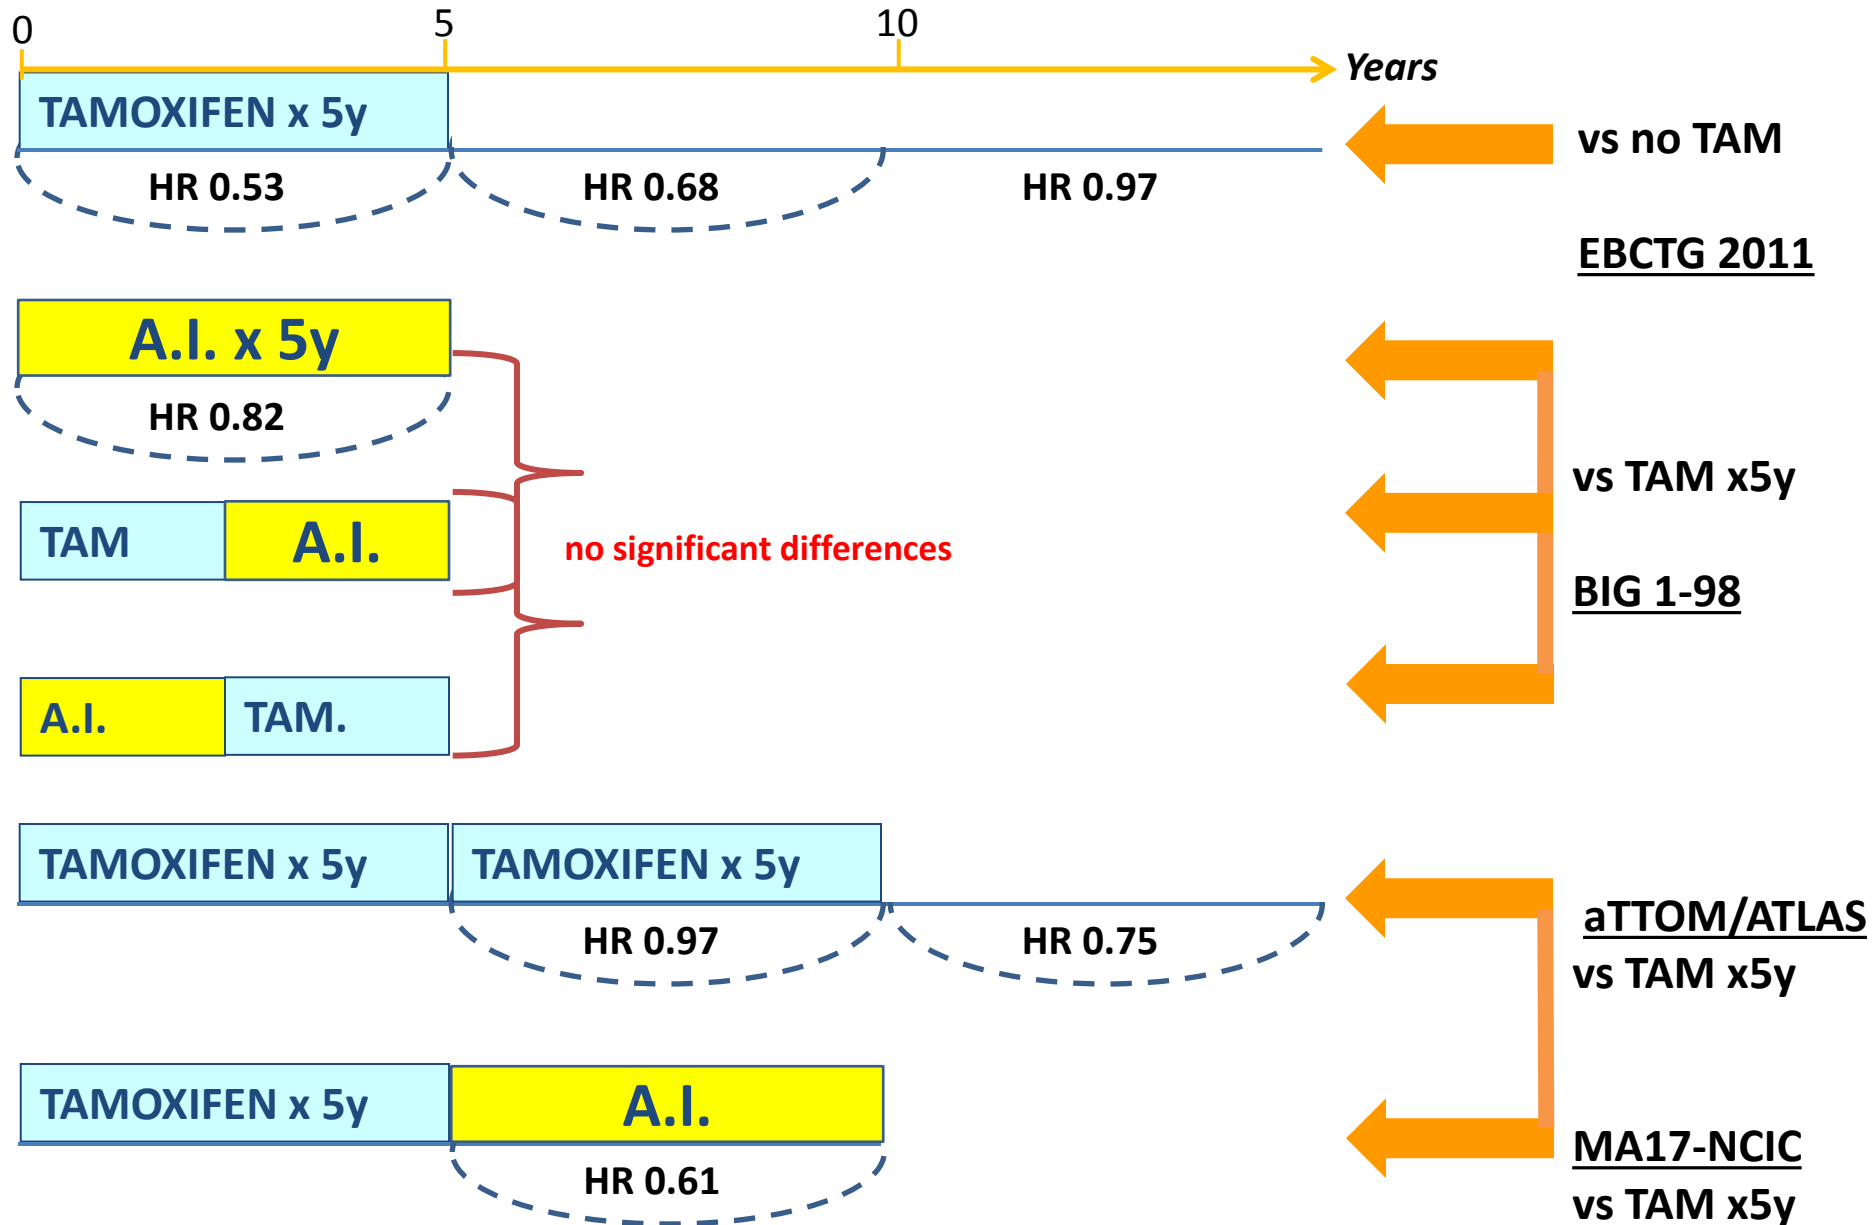 0
5
10
Years
TAMOXIFEN x 5y
vs no TAM
HR 0.53
HR 0.68
HR 0.97
EBCTG 2011
A.I. x 5y
HR 0.82
vs TAM x5y
TAM
A.I.
no significant differences
BIG 1-98
A.I.
TAM.
TAMOXIFEN x 5y
TAMOXIFEN x 5y
aTTOM/ATLAS
HR 0.97
HR 0.75
vs TAM x5y
TAMOXIFEN x 5y
A.I.
MA17-NCIC
HR 0.61
vs TAM x5y